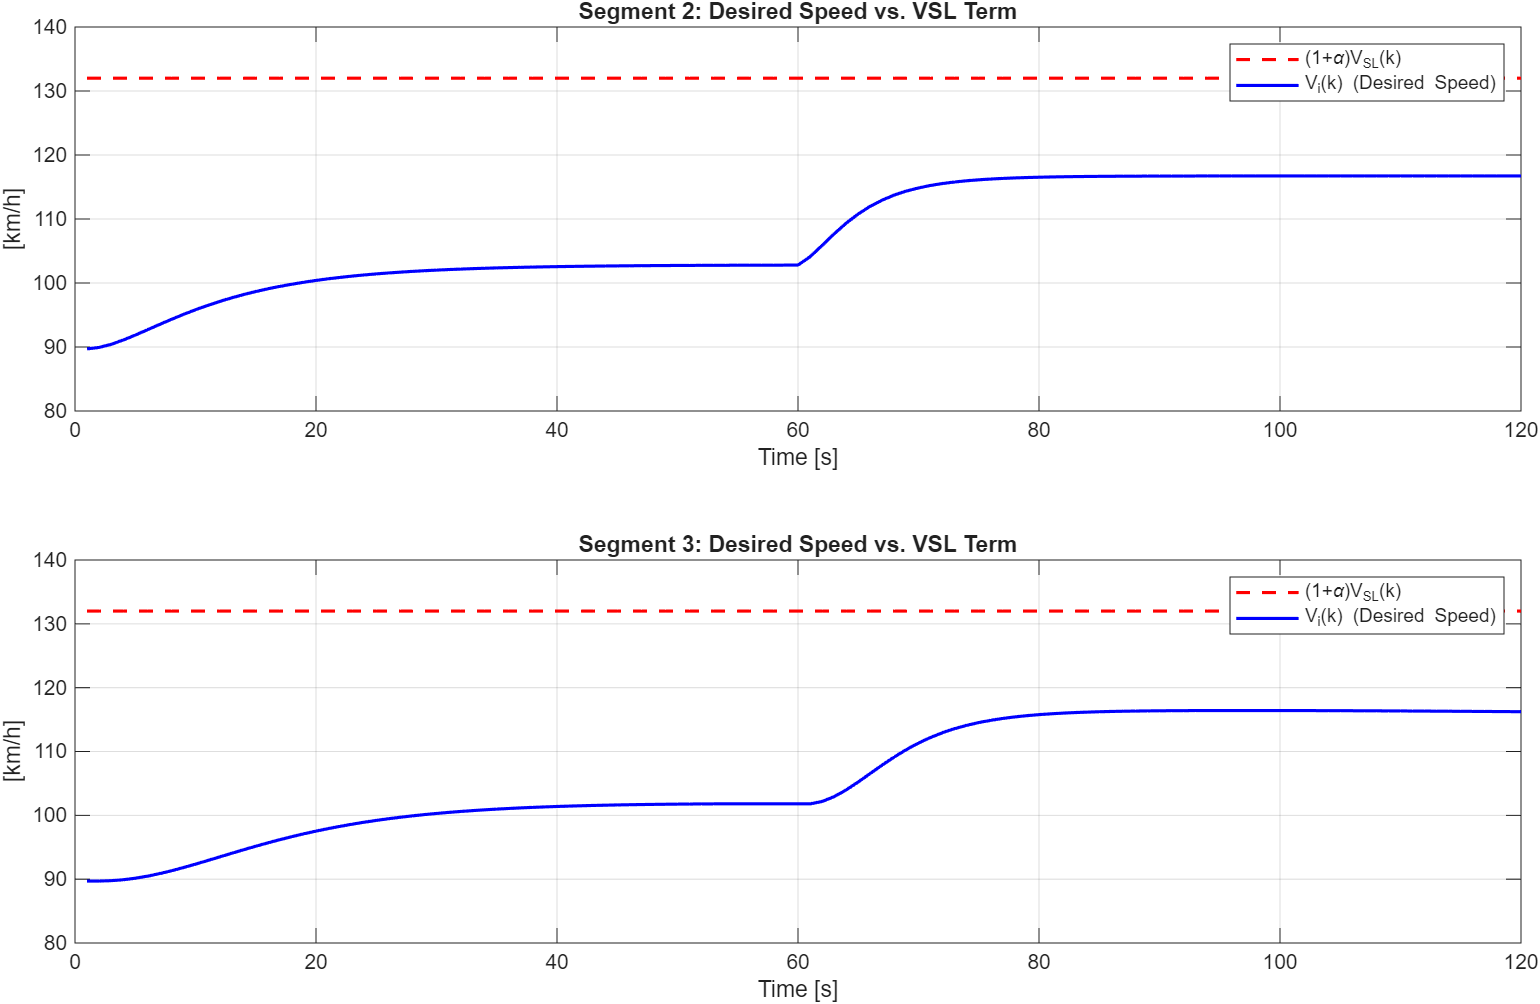 Segment 2: Desired Speed vs. VSL Term
140
130
120
110
100
90
80
[km/h]
(1+α)V_SL(k)
V_i(k) (Desired Speed)
0 20 40 60 80 100 120
Time [s]
Segment 3: Desired Speed vs. VSL Term
140
130
120
110
100
90
80
[km/h]
(1+α)V_SL(k)
V_i(k) (Desired Speed)
0 20 40 60 80 100 120
Time [s]